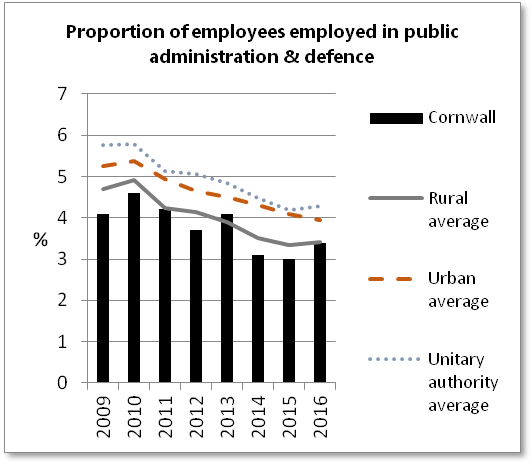 Proportion of employees employed in public
administration & defence
7
6
5
4
3
2
1
0
%
2009
2010
2011
2012
2013
2014
2015
2016
Cornwall
Rural
average
Urban
average
Unitary
authority
average